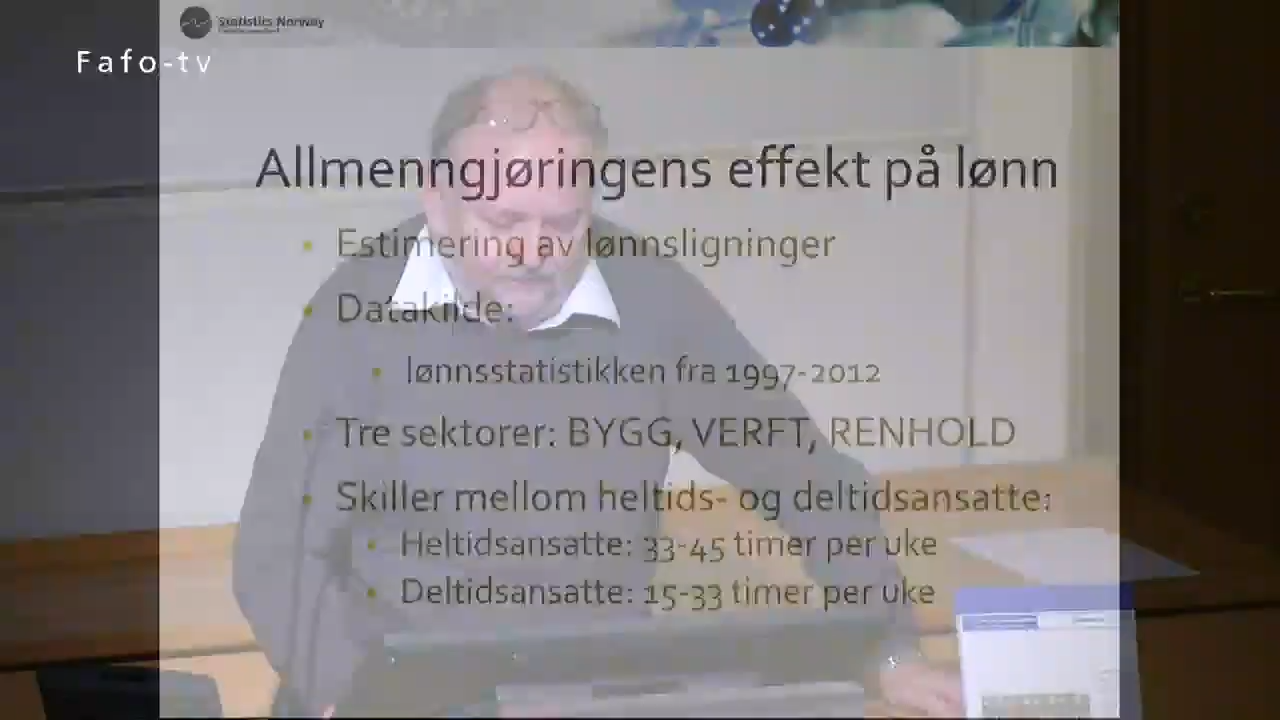 Statistics Norway
Fafo-tv
Allmenngjøringens effekt på lønn
• Estimering av lønnsligninger
• Datakilde:
• lønnsstatistikken fra 1997-2012
• Tre sektorer: BYGG, VERFT, RENHOLD
• Skiller mellom heltids- og deltidsansatte:
• Heltidsansatte: 33-45 timer per uke
• Deltidsansatte: 15-33 timer per uke